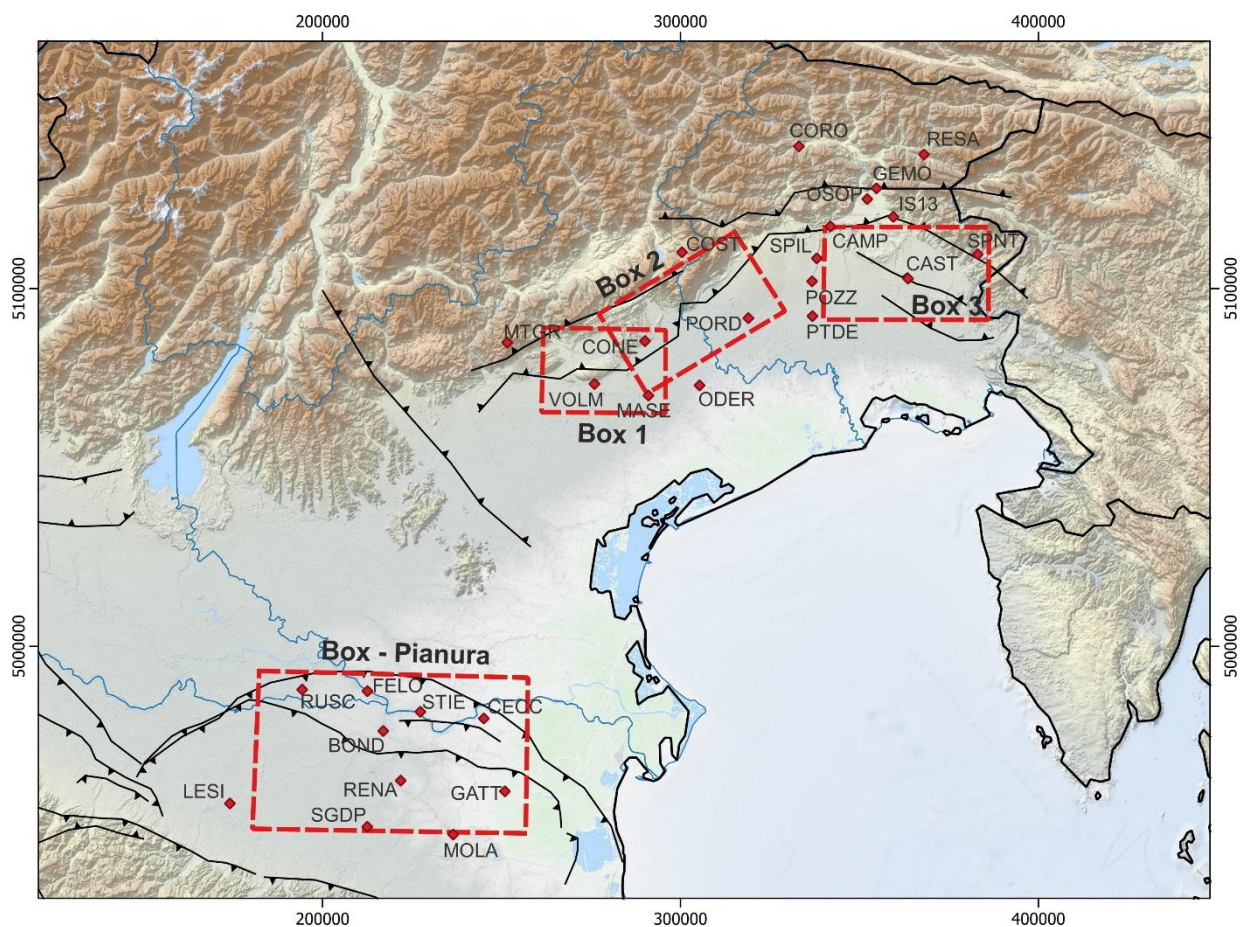 200000
300000
400000
CORO
RESA
GEMO
OSOP
IS13
COST
SPIL
CAMP
SPNT
Box 2
CAST
5100000
5100000
POZZ
Box 3
MTGR
CONE
PORD
PTDE
VOLM
MASE
ODER
Box 1
5000000
5000000
Box - Pianura
RUSC
FELO
STIE
CECC
BOND
LESI
RENA
GATT
SGDP
MOLA
200000
300000
400000